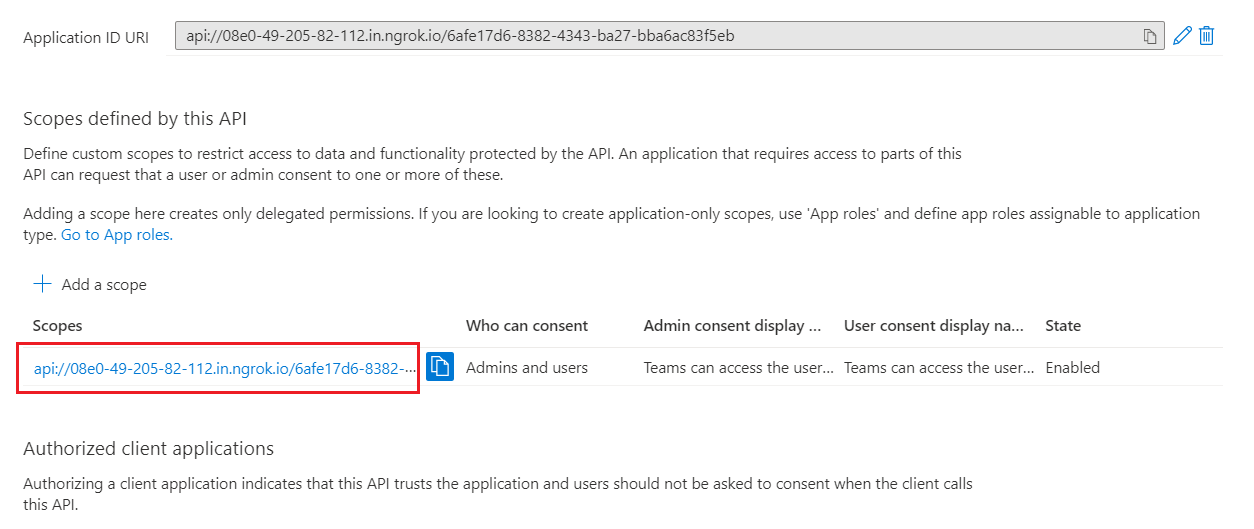 Application ID URI api://08e0-49-205-82-112.in.ngrok.io/6afe17d6-8382-4343-ba27-bba6ac83f5eb
Scopes defined by this API
Define custom scopes to restrict access to data and functionality protected by the API. An application that requires access to parts of this
API can request that a user or admin consent to one or more of these.
Adding a scope here creates only delegated permissions. If you are looking to create application-only scopes, use 'App roles' and define app roles assignable to application
type. Go to App roles.
Add a scope
Scopes Who can consent Admin consent display ... User consent display na... State
api://08e0-49-205-82-112.in.ngrok.io/6afe17d6-8382-... Admins and users Teams can access the user... Teams can access the user... Enabled
Authorized client applications
Authorizing a client application indicates that this API trusts the application and users should not be asked to consent when the client calls
this API.